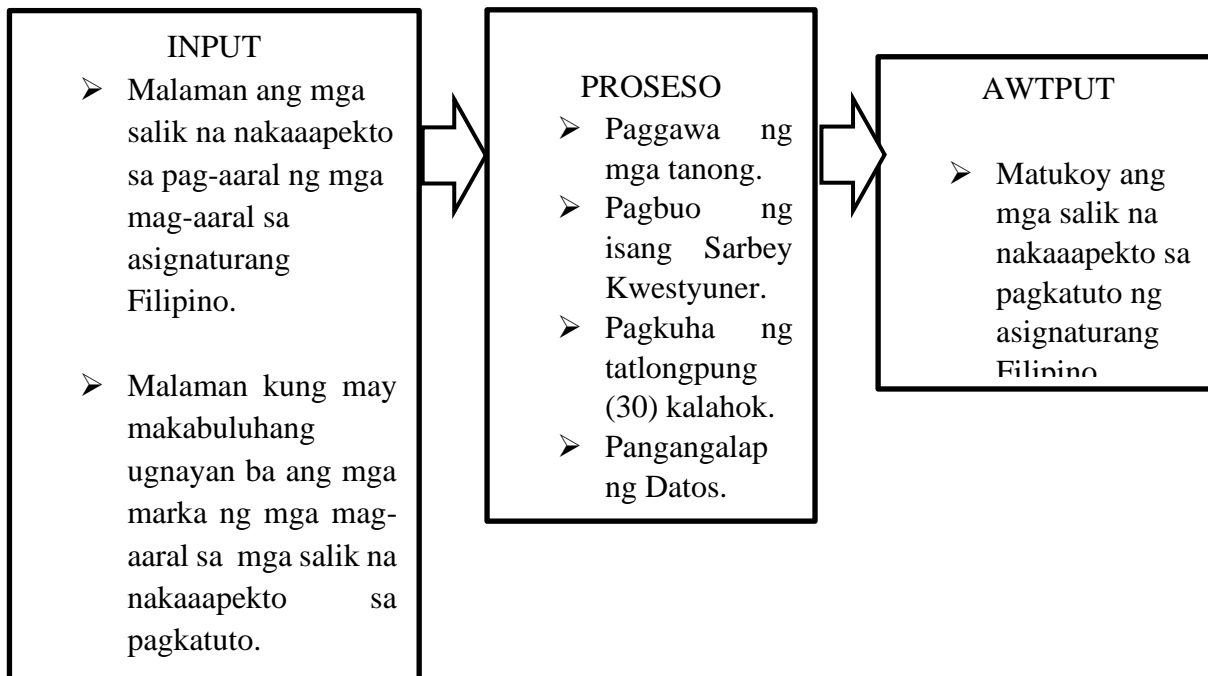 INPUT
➢ Malaman ang mga
salik na nakaaapekto
sa pag-aaral ng mga
mag-aaral sa
asignaturang
Filipino.
➢ Malaman kung may
makabuluhang
ugnayan ba ang mga
marka ng mga mag-
aaral sa mga salik na
nakaaapekto sa
pagkatuto.
PROSESO
➢ Paggawa ng
mga tanong.
➢ Pagbuo ng
isang Sarbey
Kwestyuner.
➢ Pagkuha ng
tatlongpung
(30) kalahok.
➢ Pangangalap
ng Datos.
AWTPUT
➢ Matukoy ang
mga salik na
nakaaapekto sa
pagkatuto ng
asignaturang
Filipino